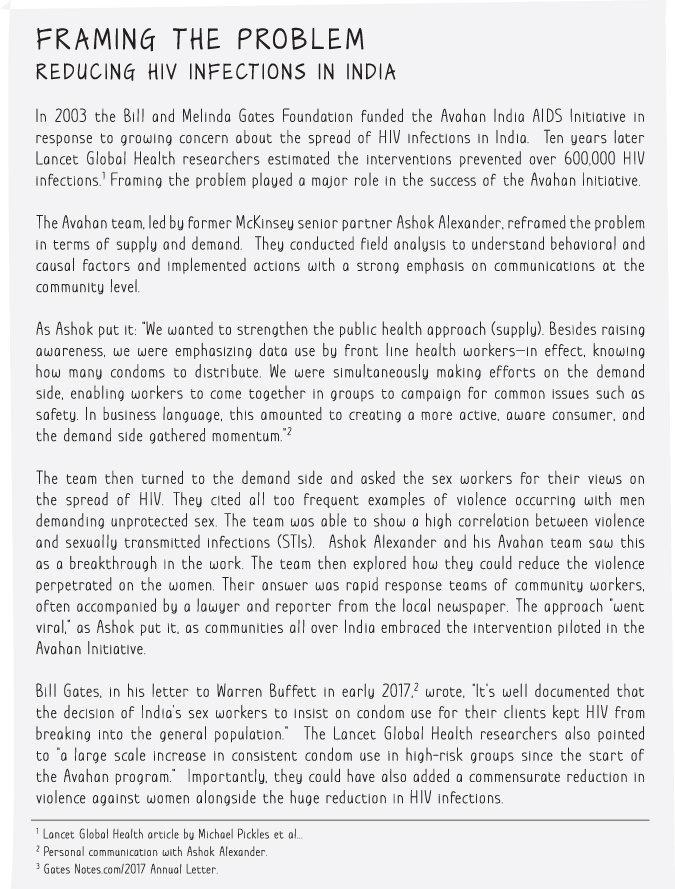 FRAMING THE PROBLEM
REDUCING HIV INFECTIONS IN INDIA
In 2003 the Bill and Melinda Gates Foundation funded the Avahan India AIDS Initiative in
response to growing concern about the spread of HIV infections in India. Ten years later
Lancet Global Health researchers estimated the interventions prevented over 600,000 HIV
infections.¹ Framing the problem played a major role in the success of the Avahan Initiative.
The Avahan team, led by former McKinsey senior partner Ashok Alexander, reframed the problem
in terms of supply and demand. They conducted field analysis to understand behavioral and
causal factors and implemented actions with a strong emphasis on communications at the
community level.
As Ashok put it: "We wanted to strengthen the public health approach (supply). Besides raising
awareness, we were emphasizing data use by front line health workers—in effect, knowing
how many condoms to distribute. We were simultaneously making efforts on the demand
side, enabling workers to come together in groups to campaign for common issues such as
safety. In business language, this amounted to creating a more active, aware consumer, and
the demand side gathered momentum."²
The team then turned to the demand side and asked the sex workers for their views on
the spread of HIV. They cited all too frequent examples of violence occurring with men
demanding unprotected sex. The team was able to show a high correlation between violence
and sexually transmitted infections (STIs). Ashok Alexander and his Avahan team saw this
as a breakthrough in the work. The team then explored how they could reduce the violence
perpetrated on the women. Their answer was rapid response teams of community workers,
often accompanied by a lawyer and reporter from the local newspaper. The approach "went
viral," as Ashok put it, as communities all over India embraced the intervention piloted in the
Avahan Initiative.
Bill Gates, in his letter to Warren Buffett in early 2017,² wrote, "It's well documented that
the decision of India's sex workers to insist on condom use for their clients kept HIV from
breaking into the general population." The Lancet Global Health researchers also pointed
to "a large scale increase in consistent condom use in high-risk groups since the start of
the Avahan program." Importantly, they could have also added a commensurate reduction in
violence against women alongside the huge reduction in HIV infections.
¹ Lancet Global Health article by Michael Pickles et al...
² Personal communication with Ashok Alexander.
³ Gates Notes.com/2017 Annual Letter.